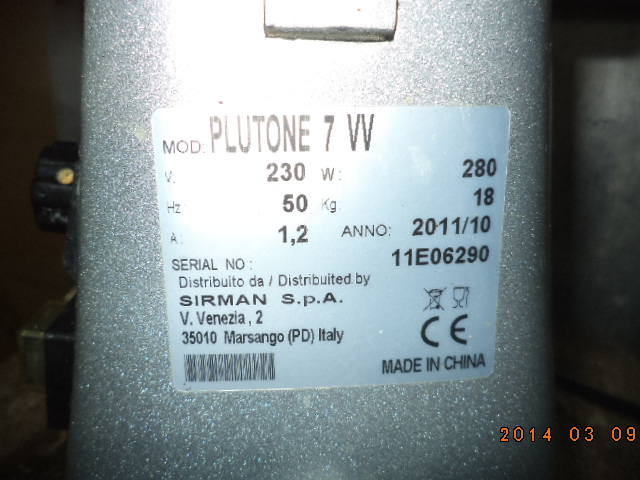 MOD: PLUTONE 7 VV
V: 230 W: 280
Hz: 50 Kg: 18
A: 1,2 ANNO: 2011/10
SERIAL NO: 11E06290
Distribuito da / Distribuited by
SIRMAN S.p.A.
V. Venezia, 2
35010 Marsango (PD) Italy
CE
MADE IN CHINA
2014 03 09